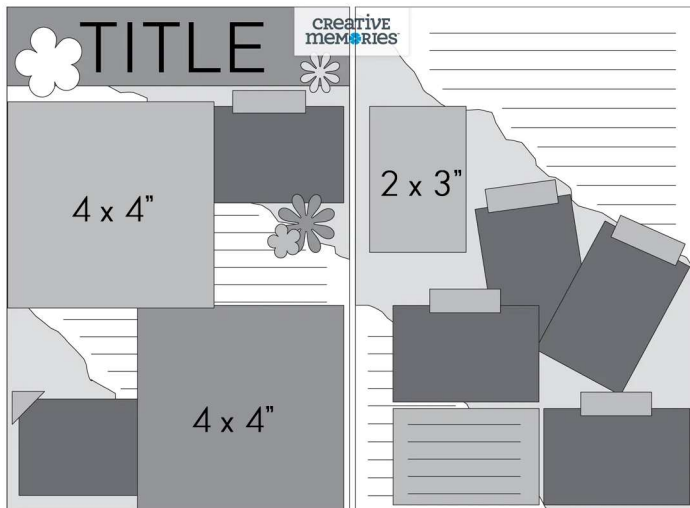 TITLE
CREATIVE
MEMORIES
4 x 4"
2 x 3"
4 x 4"